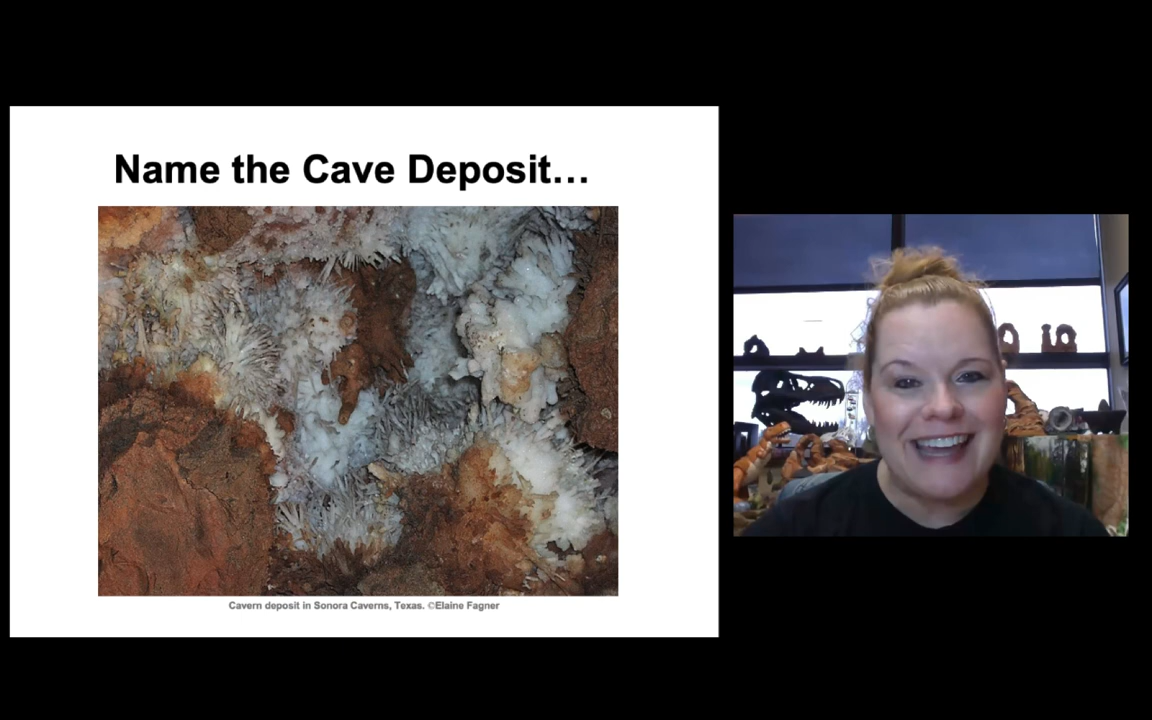 Name the Cave Deposit…
Cavern deposit in Sonora Caverns, Texas. ©Elaine Fagner